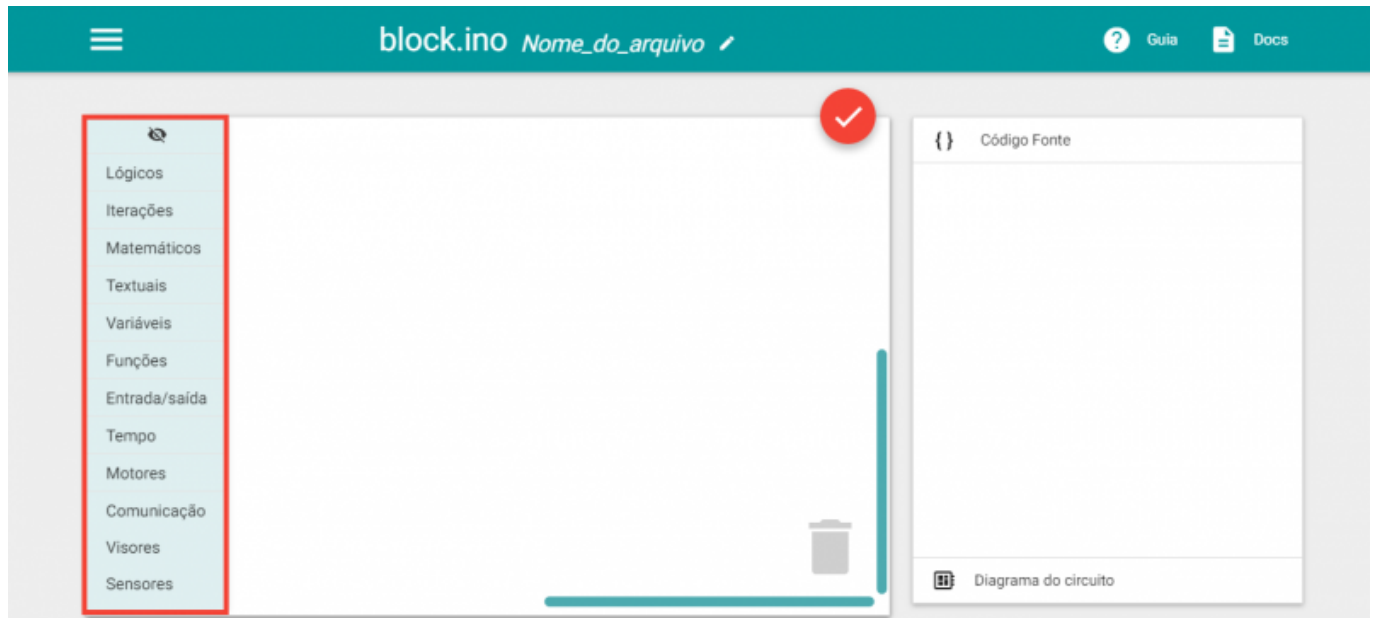 block.ino Nome_do_arquivo
Guia
Docs
Lógicos
Iterações
Matemáticos
Textuais
Variáveis
Funções
Entrada/saída
Tempo
Motores
Comunicação
Visores
Sensores
{} Código Fonte
Diagrama do circuito